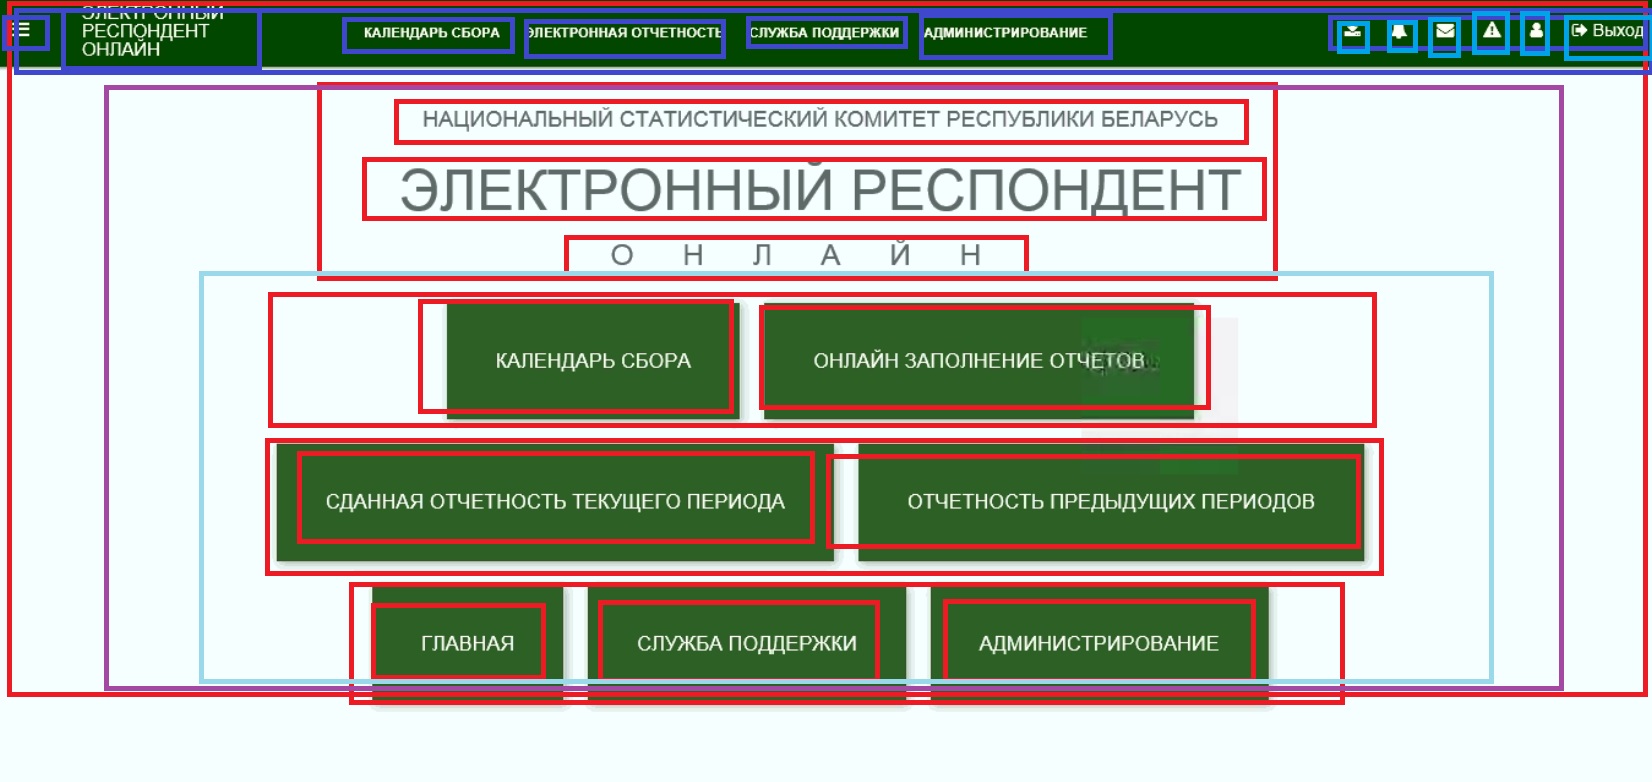 ЭЛЕКТРОННЫЙ
РЕСПОНДЕНТ
ОНЛАЙН
КАЛЕНДАРЬ СБОРА
ЭЛЕКТРОННАЯ ОТЧЕТНОСТЬ
СЛУЖБА ПОДДЕРЖКИ
АДМИНИСТРИРОВАНИЕ
Выход
НАЦИОНАЛЬНЫЙ СТАТИСТИЧЕСКИЙ КОМИТЕТ РЕСПУБЛИКИ БЕЛАРУСЬ
ЭЛЕКТРОННЫЙ РЕСПОНДЕНТ
О Н Л А Й Н
КАЛЕНДАРЬ СБОРА
ОНЛАЙН ЗАПОЛНЕНИЕ ОТЧЕТОВ
СДАННАЯ ОТЧЕТНОСТЬ ТЕКУЩЕГО ПЕРИОДА
ОТЧЕТНОСТЬ ПРЕДЫДУЩИХ ПЕРИОДОВ
ГЛАВНАЯ
СЛУЖБА ПОДДЕРЖКИ
АДМИНИСТРИРОВАНИЕ